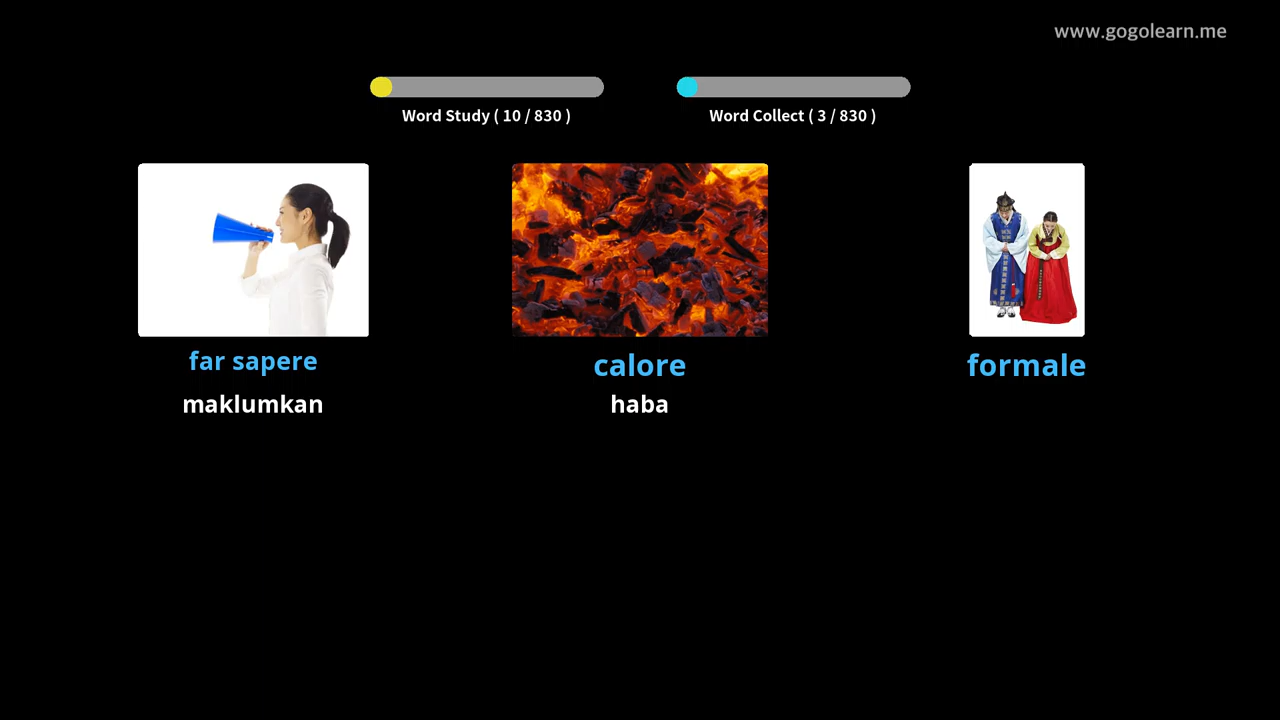 www.gogolearn.me
Word Study ( 10 / 830 )
Word Collect ( 3 / 830 )
far sapere
calore
formale
maklumkan
haba